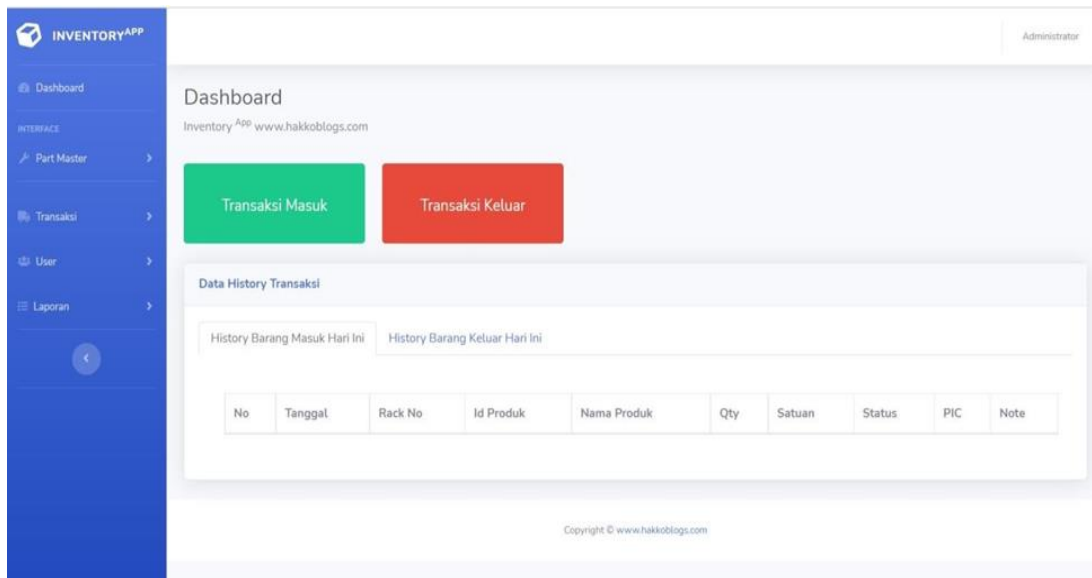 INVENTORYAPP
Administrator
Dashboard
INTERFACE
Part Master
Transaksi
User
Laporan
Dashboard
Inventory App www.hakkoblogs.com
Transaksi Masuk
Transaksi Keluar
Data History Transaksi
History Barang Masuk Hari Ini History Barang Keluar Hari Ini
No Tanggal Rack No Id Produk Nama Produk Qty Satuan Status PIC Note
Copyright © www.hakkoblogs.com